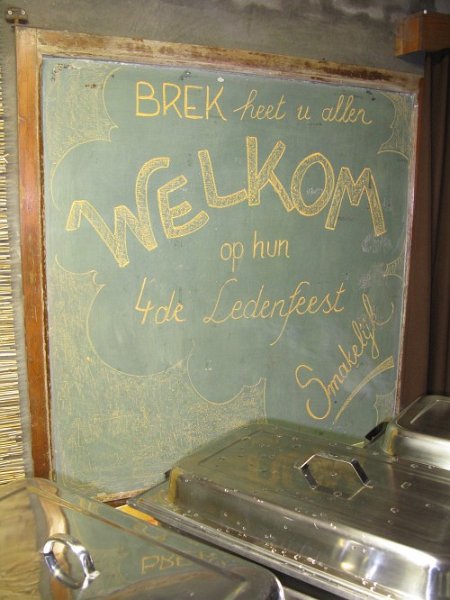 BREK heet u allen
WELKOM
op hun
4de Ledenfeest
Smakelijk